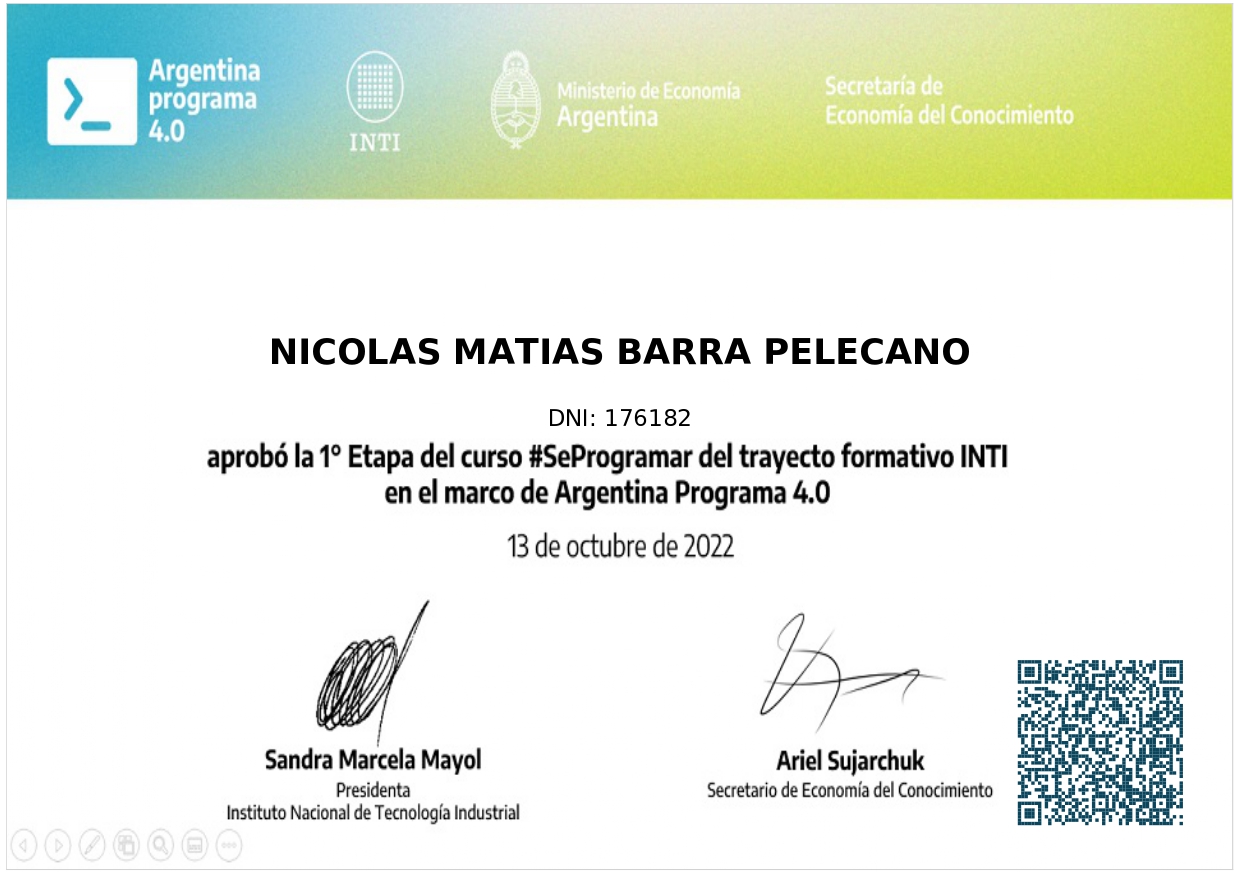 Argentina
programa
4.0
INTI
Ministerio de Economía
Argentina
Secretaría de
Economía del Conocimiento
NICOLAS MATIAS BARRA PELECANO
DNI: 176182
aprobó la 1° Etapa del curso #SeProgramar del trayecto formativo INTI
en el marco de Argentina Programa 4.0
13 de octubre de 2022
Sandra Marcela Mayol
Presidenta
Instituto Nacional de Tecnología Industrial
Ariel Sujarchuk
Secretario de Economía del Conocimiento